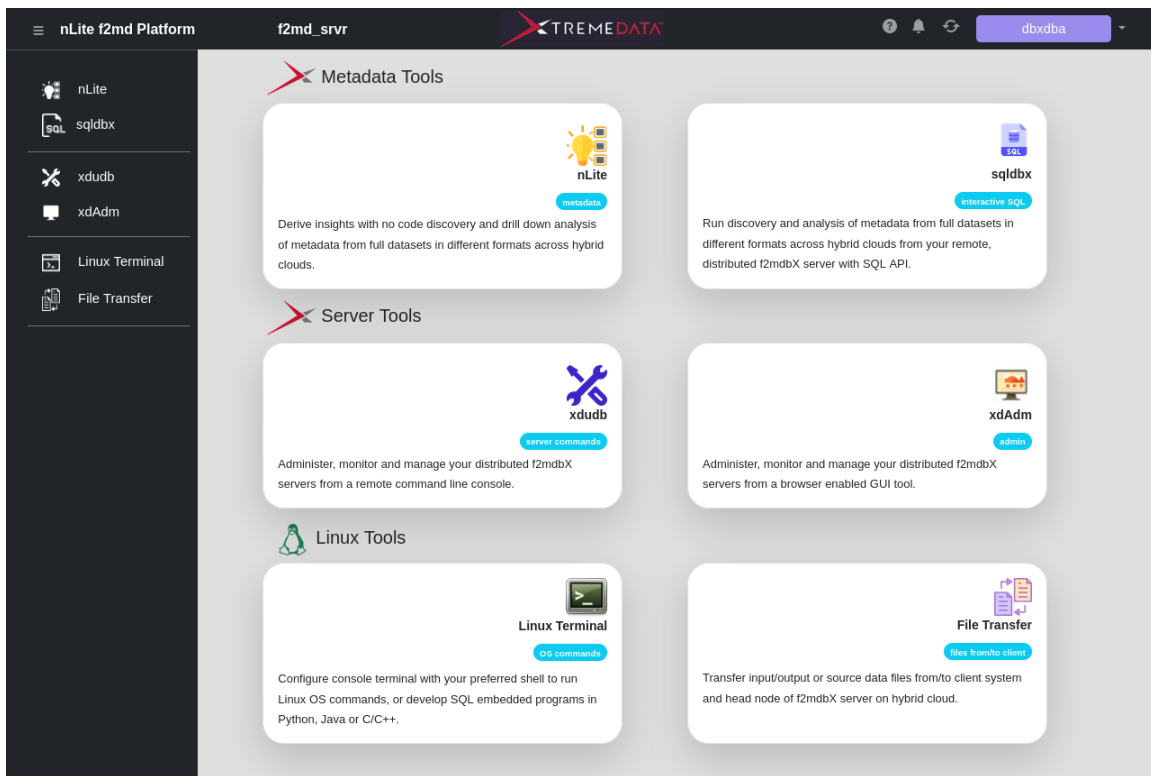 nLite f2md Platform
f2md_srvr
XTREMEDATA
dbxdba
nLite
SQL
sqldbx
xdudb
xdAdm
Linux Terminal
File Transfer
Metadata Tools
nLite
metadata
Derive insights with no code discovery and drill down analysis
of metadata from full datasets in different formats across hybrid
clouds.
SQL
sqldbx
interactive SQL
Run discovery and analysis of metadata from full datasets in
different formats across hybrid clouds from your remote,
distributed f2mdbX server with SQL API.
Server Tools
xdudb
server commands
Administer, monitor and manage your distributed f2mdbX
servers from a remote command line console.
xdAdm
admin
Administer, monitor and manage your distributed f2mdbX
servers from a browser enabled GUI tool.
Linux Tools
Linux Terminal
OS commands
Configure console terminal with your preferred shell to run
Linux OS commands, or develop SQL embedded programs in
Python, Java or C/C++.
File Transfer
files from/to client
Transfer input/output or source data files from/to client system
and head node of f2mdbX server on hybrid cloud.